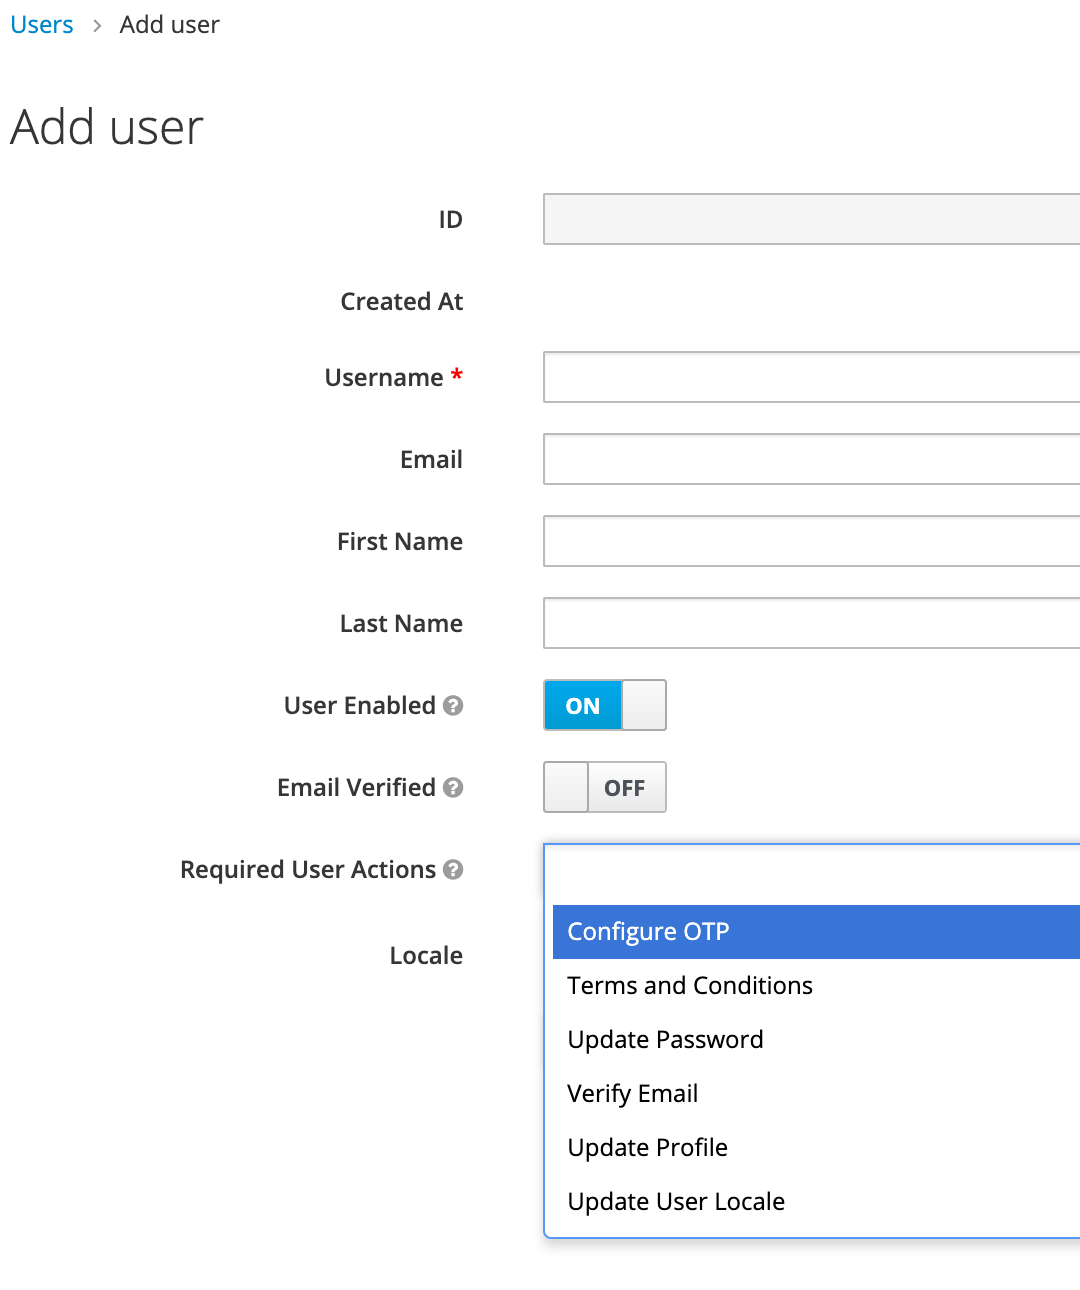 Users > Add user
Add user
ID
Created At
Username *
Email
First Name
Last Name
User Enabled ?
ON
Email Verified ?
OFF
Required User Actions ?
Configure OTP
Locale
Terms and Conditions
Update Password
Verify Email
Update Profile
Update User Locale